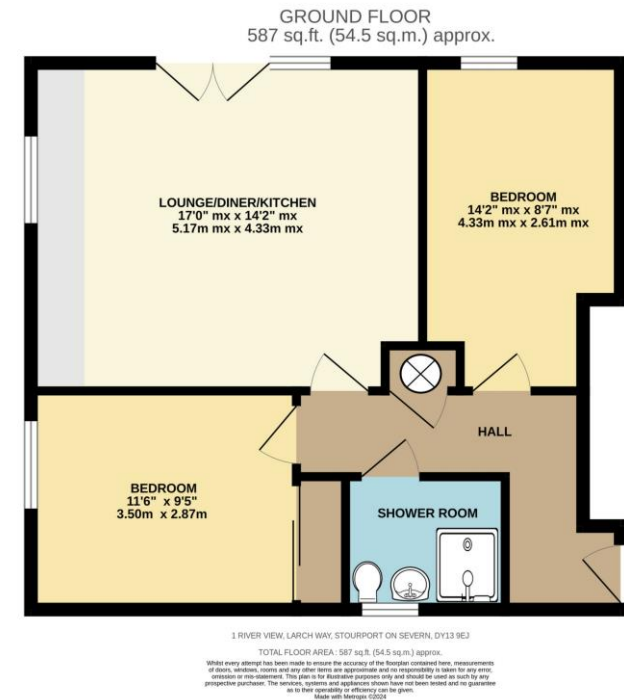 GROUND FLOOR
587 sq.ft. (54.5 sq.m.) approx.
LOUNGE/DINER/KITCHEN
17'0" mx x 14'2" mx
5.17m mx x 4.33m mx
BEDROOM
14'2" mx x 8'7" mx
4.33m mx x 2.61m mx
HALL
BEDROOM
11'6" x 9'5"
3.50m x 2.87m
SHOWER ROOM
1 RIVER VIEW, LARCH WAY, STOURPORT ON SEVERN, DY13 9EJ
TOTAL FLOOR AREA : 587 sq.ft. (54.5 sq.m.) approx.
Whilst every attempt has been made to ensure the accuracy of the floorplan contained here, measurements
of doors, windows, rooms and any other items are approximate and no responsibility is taken for any error,
omission or mis-statement. This plan is for illustrative purposes only and should be used as such by any
prospective purchaser. The services, systems and appliances shown have not been tested and no guarantee
as to their operability or efficiency can be given.
Made with Metropix ©2024